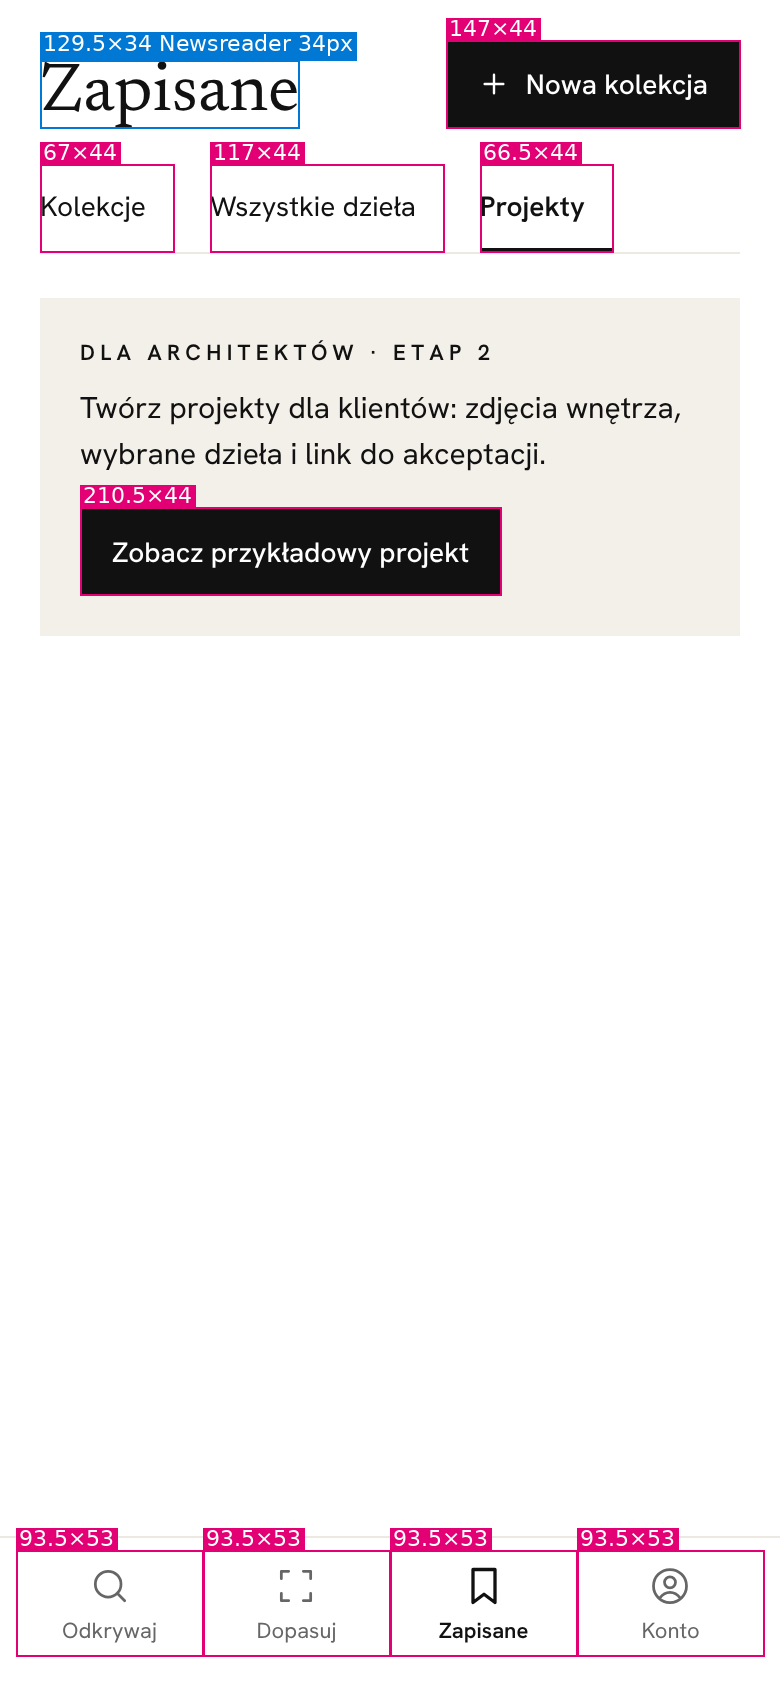 129.5×34 Newsreader 34px
Zapisane
147×44
Nowa kolekcja
67×44
Kolekcje
117×44
Wszystkie dzieła
66.5×44
Projekty
DLA ARCHITEKTÓW · ETAP 2
Twórz projekty dla klientów: zdjęcia wnętrza,
wybrane dzieła i link do akceptacji.
210.5×44
Zobacz przykładowy projekt
93.5×53
Odkrywaj
93.5×53
Dopasuj
93.5×53
Zapisane
93.5×53
Konto